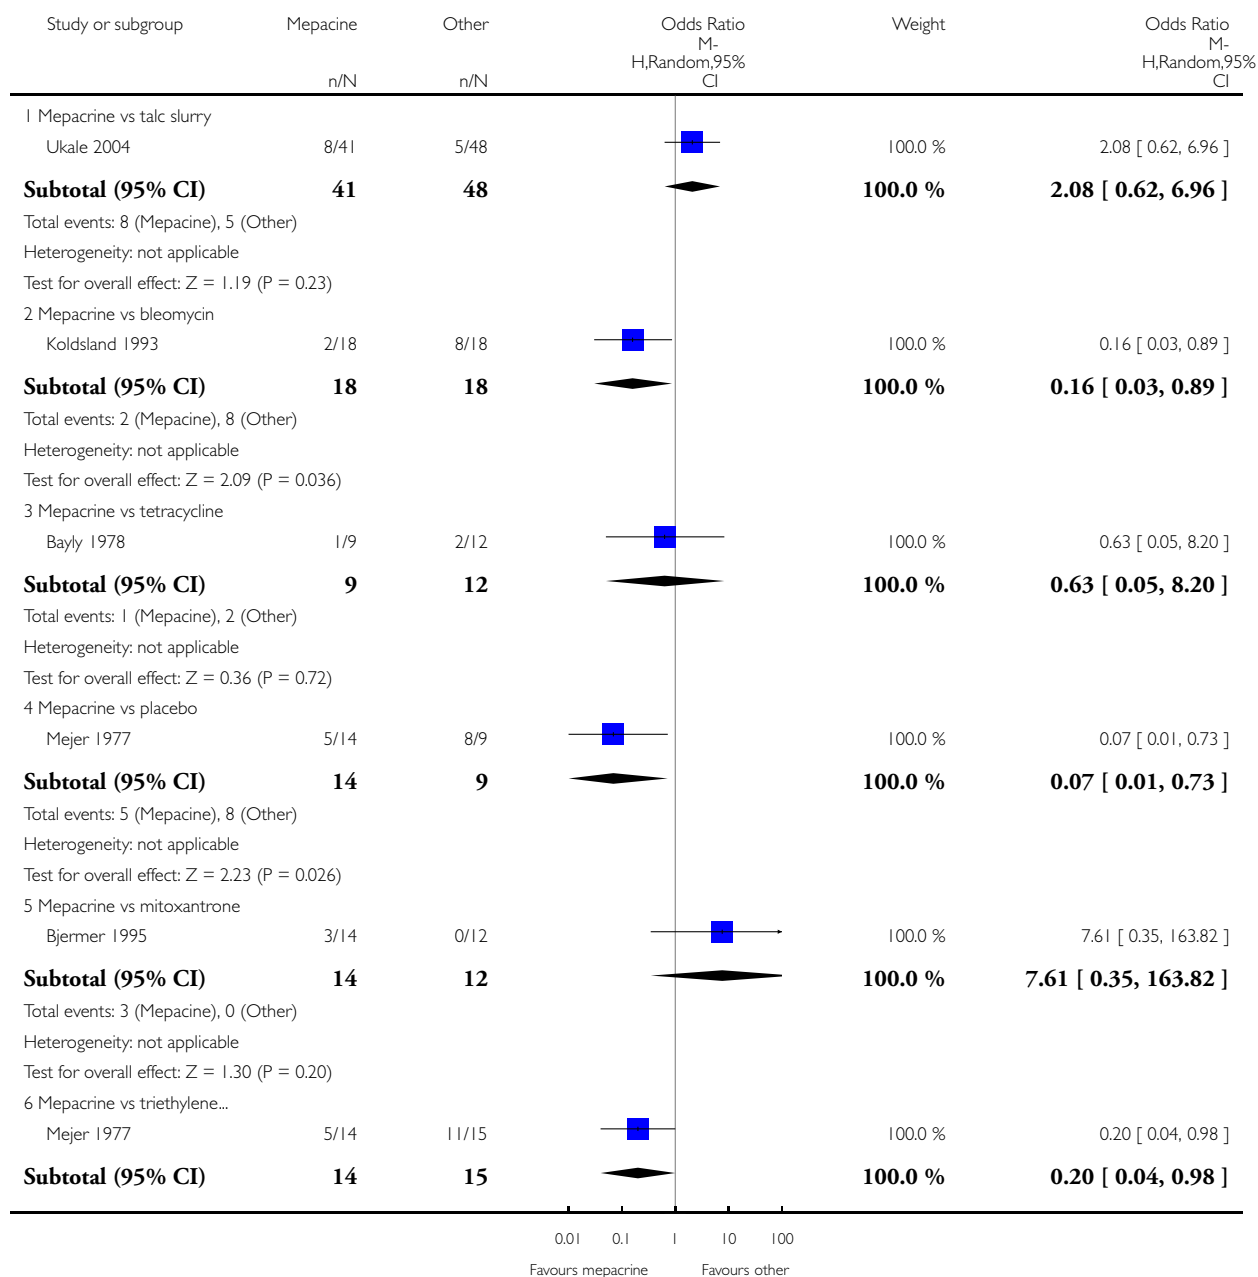 Study or subgroup Mepacine Other Odds Ratio Weight Odds Ratio
M- M-
H,Random,95% H,Random,95%
n/N n/N CI CI
1 Mepacrine vs talc slurry
Ukale 2004 8/41 5/48 100.0 % 2.08 [ 0.62, 6.96 ]
Subtotal (95% CI) 41 48 100.0 % 2.08 [ 0.62, 6.96 ]
Total events: 8 (Mepacine), 5 (Other)
Heterogeneity: not applicable
Test for overall effect: Z = 1.19 (P = 0.23)
2 Mepacrine vs bleomycin
Koldsland 1993 2/18 8/18 100.0 % 0.16 [ 0.03, 0.89 ]
Subtotal (95% CI) 18 18 100.0 % 0.16 [ 0.03, 0.89 ]
Total events: 2 (Mepacine), 8 (Other)
Heterogeneity: not applicable
Test for overall effect: Z = 2.09 (P = 0.036)
3 Mepacrine vs tetracycline
Bayly 1978 1/9 2/12 100.0 % 0.63 [ 0.05, 8.20 ]
Subtotal (95% CI) 9 12 100.0 % 0.63 [ 0.05, 8.20 ]
Total events: 1 (Mepacine), 2 (Other)
Heterogeneity: not applicable
Test for overall effect: Z = 0.36 (P = 0.72)
4 Mepacrine vs placebo
Mejer 1977 5/14 8/9 100.0 % 0.07 [ 0.01, 0.73 ]
Subtotal (95% CI) 14 9 100.0 % 0.07 [ 0.01, 0.73 ]
Total events: 5 (Mepacine), 8 (Other)
Heterogeneity: not applicable
Test for overall effect: Z = 2.23 (P = 0.026)
5 Mepacrine vs mitoxantrone
Bjermer 1995 3/14 0/12 100.0 % 7.61 [ 0.35, 163.82 ]
Subtotal (95% CI) 14 12 100.0 % 7.61 [ 0.35, 163.82 ]
Total events: 3 (Mepacine), 0 (Other)
Heterogeneity: not applicable
Test for overall effect: Z = 1.30 (P = 0.20)
6 Mepacrine vs triethylene...
Mejer 1977 5/14 11/15 100.0 % 0.20 [ 0.04, 0.98 ]
Subtotal (95% CI) 14 15 100.0 % 0.20 [ 0.04, 0.98 ]
0.01 0.1 1 10 100
Favours mepacrine Favours other